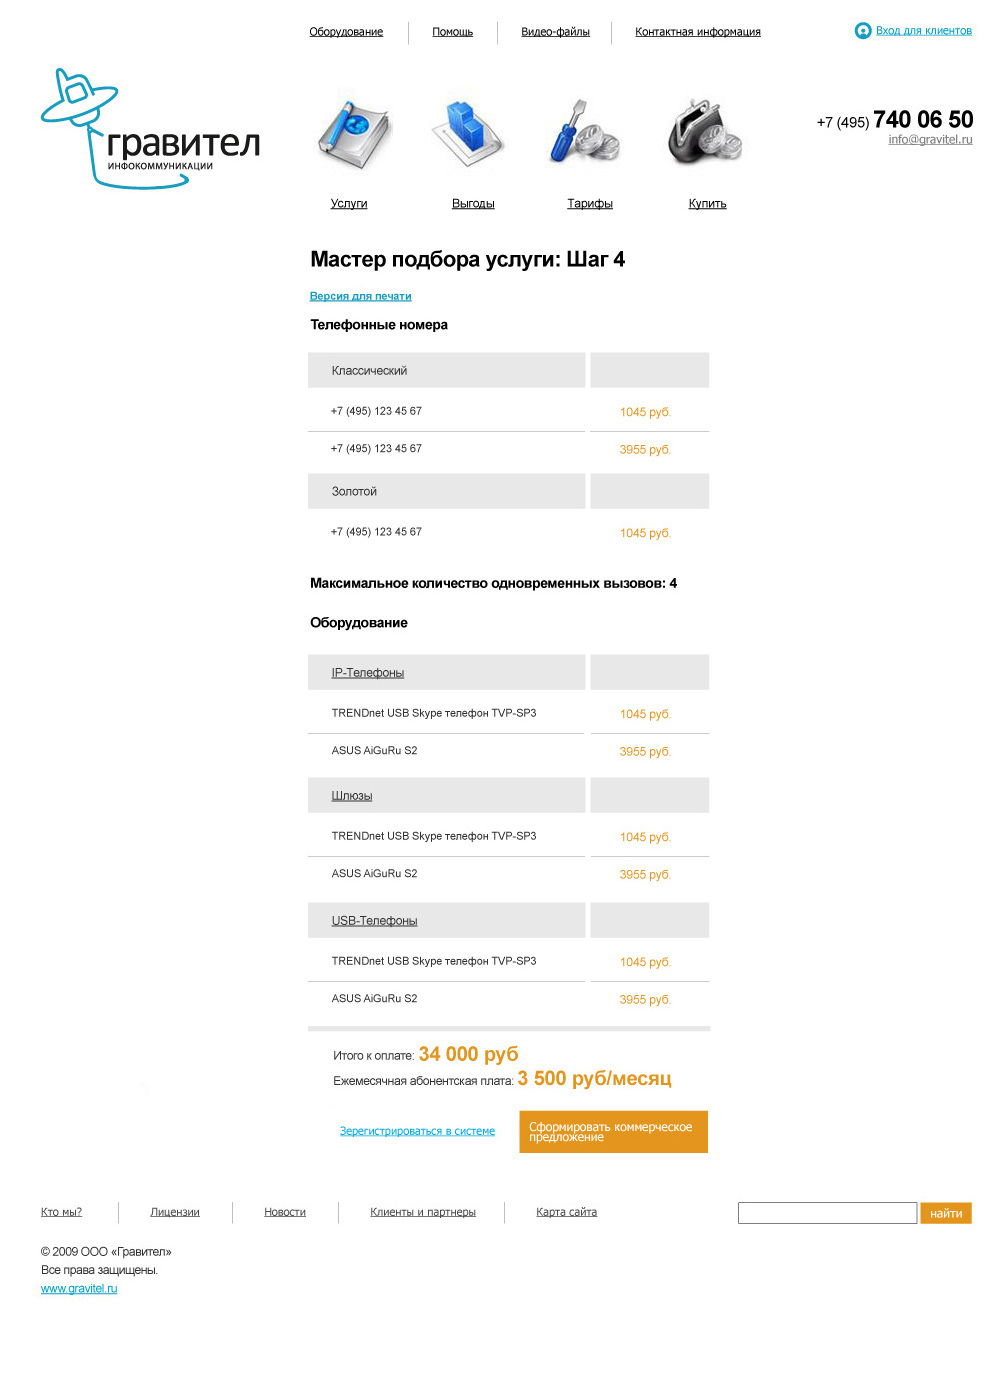 Оборудование
Помощь
Видео-файлы
Контактная информация
Вход для клиентов
гравител
ИНФОКОММУНИКАЦИИ
+7 (495) 740 06 50
info@gravitel.ru
Услуги
Выгоды
Тарифы
Купить
Мастер подбора услуги: Шаг 4
Версия для печати
Телефонные номера
Классический
+7 (495) 123 45 67 1045 руб.
+7 (495) 123 45 67 3955 руб.
Золотой
+7 (495) 123 45 67 1045 руб.
Максимальное количество одновременных вызовов: 4
Оборудование
IP-Телефоны
TRENDnet USB Skype телефон TVP-SP3 1045 руб.
ASUS AiGuRu S2 3955 руб.
Шлюзы
TRENDnet USB Skype телефон TVP-SP3 1045 руб.
ASUS AiGuRu S2 3955 руб.
USB-Телефоны
TRENDnet USB Skype телефон TVP-SP3 1045 руб.
ASUS AiGuRu S2 3955 руб.
Итого к оплате: 34 000 руб
Ежемесячная абонентская плата: 3 500 руб/месяц
Зерегистрироваться в системе
Сформировать коммерческое
предложение
Кто мы?
Лицензии
Новости
Клиенты и партнеры
Карта сайта
найти
© 2009 ООО «Гравител»
Все права защищены.
www.gravitel.ru